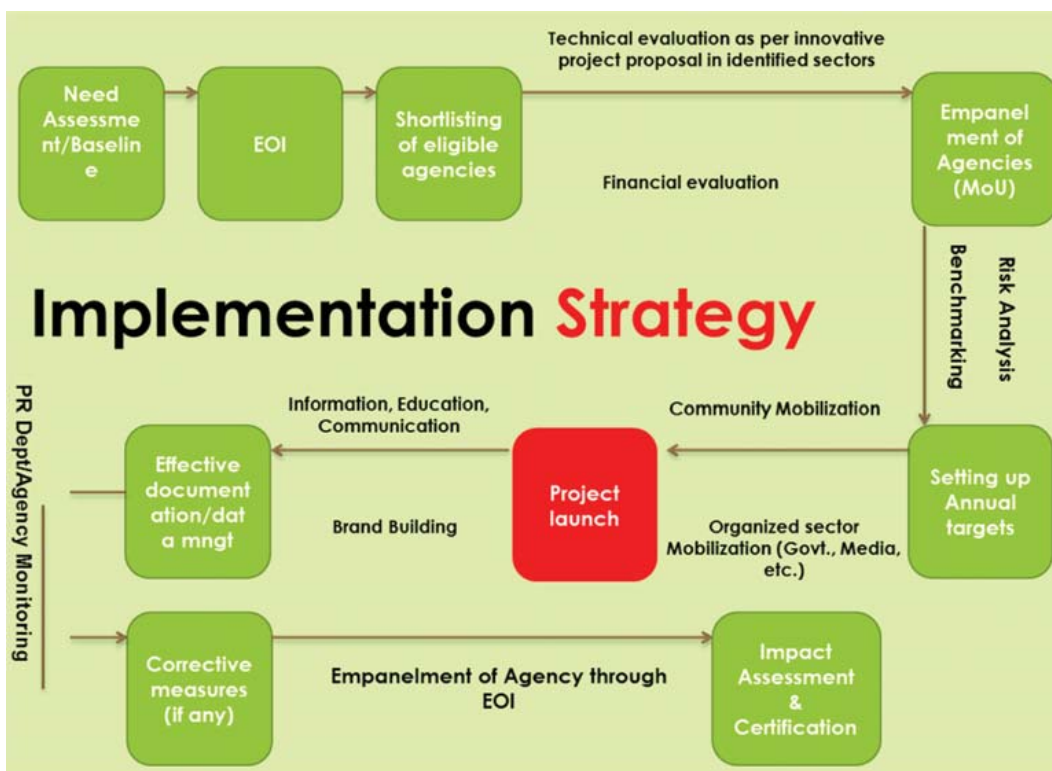 Technical evaluation as per innovative
project proposal in identified sectors
Need
Assessme
nt/Baselin
e
EOI
Shortlisting
of eligible
agencies
Empanel
ment of
Agencies
(MoU)
Financial evaluation
Risk Analysis
Benchmarking
Implementation Strategy
PR Dept/Agency Monitoring
Information, Education,
Communication
Community Mobilization
Effective
document
ation/dat
a mngt
Project
launch
Setting up
Annual
targets
Brand Building
Organized sector
Mobilization (Govt., Media,
etc.)
Corrective
measures
(if any)
Empanelment of Agency through
EOI
Impact
Assessment
&
Certification